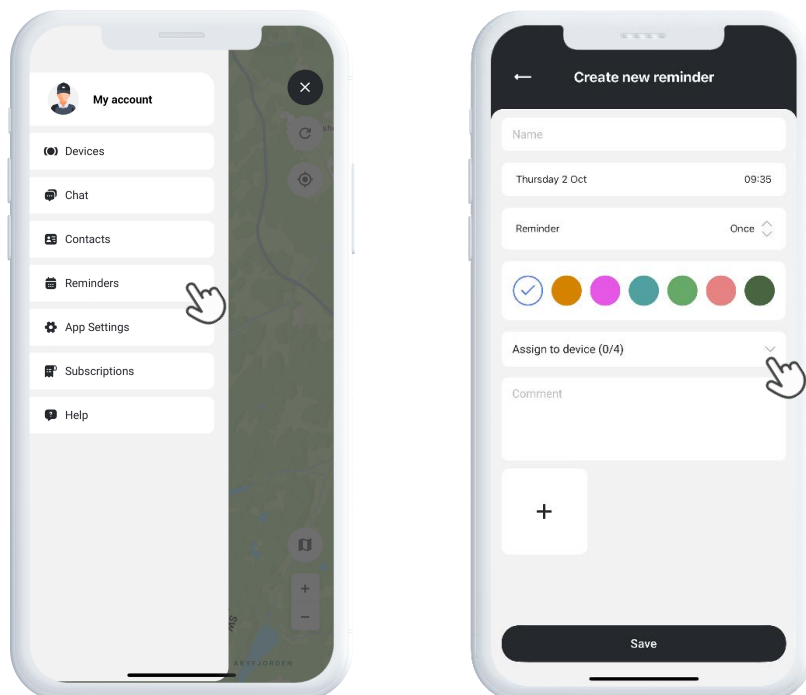 My account
Devices
Chat
Contacts
Reminders
App Settings
Subscriptions
Help
+
−
ABYFJORDEN
Create new reminder
Name
Thursday 2 Oct 09:35
Reminder Once
Assign to device (0/4)
Comment
+
Save